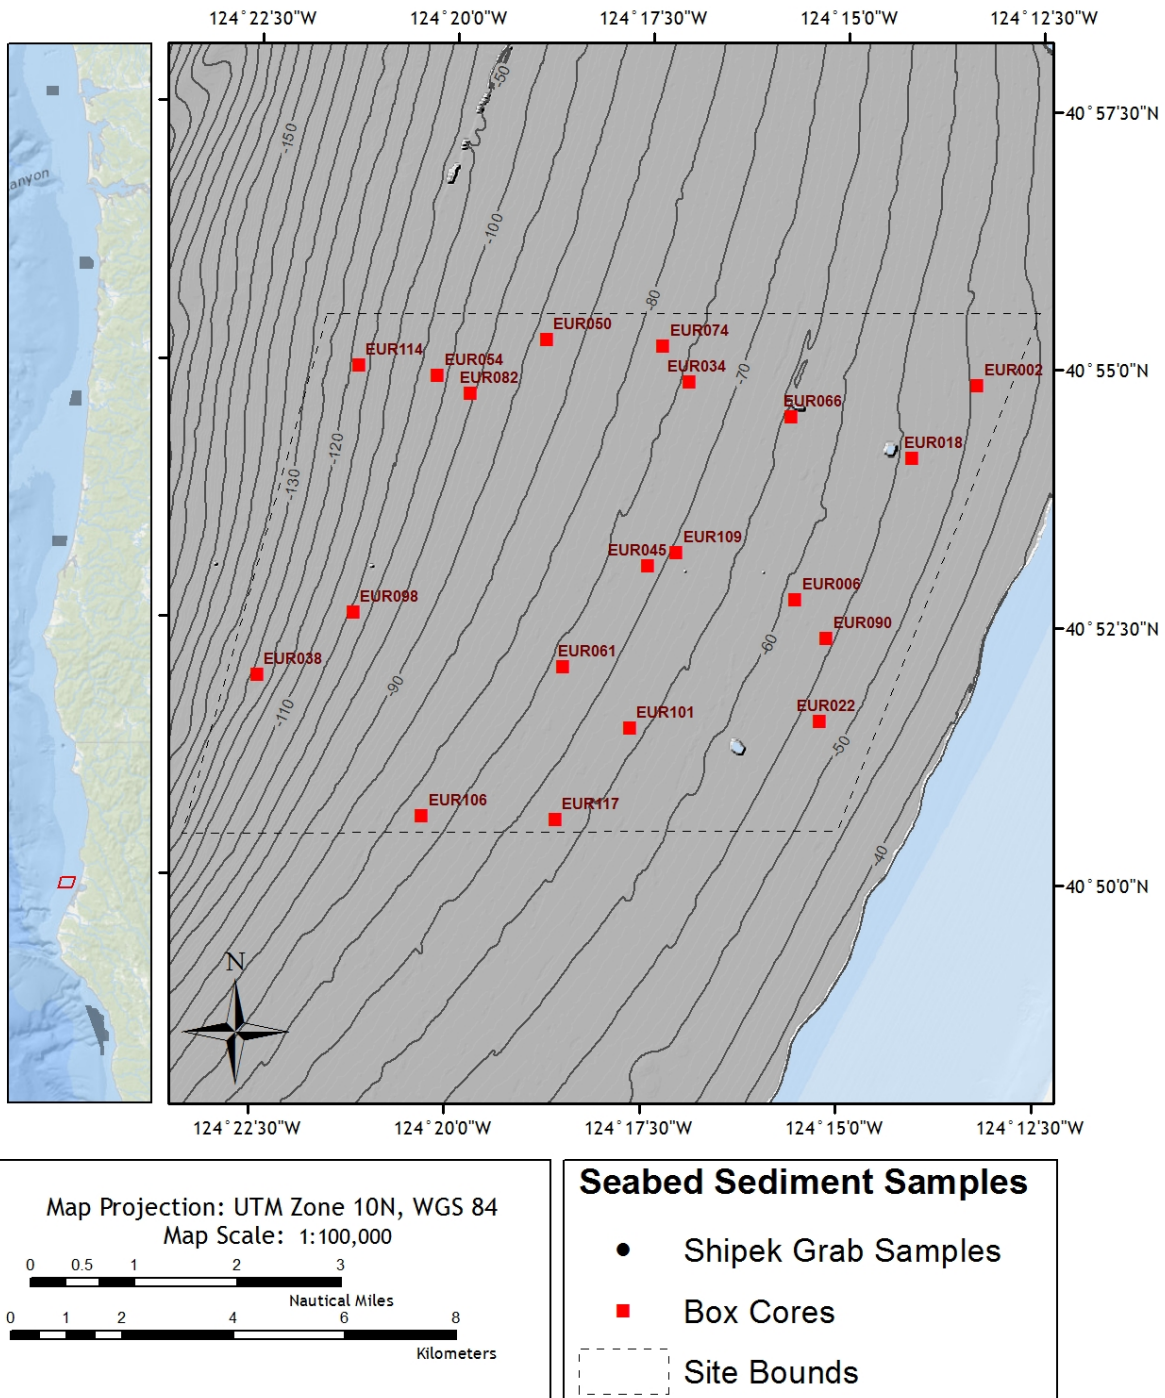 124°22'30"W 124°20'0"W 124°17'30"W 124°15'0"W 124°12'30"W
anyon
-50
-150
40°57'30"N
-100
-80
EUR050
EUR074
EUR114
EUR054
EUR034
EUR002
40°55'0"N
EUR082
-70
EUR066
-120
EUR018
-130
EUR109
EUR045
EUR006
EUR098
EUR090
40°52'30"N
-60
EUR061
EUR038
-90
EUR101
EUR022
-110
-50
EUR106
EUR117
-40
40°50'0"N
N
124°22'30"W 124°20'0"W 124°17'30"W 124°15'0"W 124°12'30"W
Map Projection: UTM Zone 10N, WGS 84
Map Scale: 1:100,000
0 0.5 1 2 3
Nautical Miles
0 1 2 4 6 8
Kilometers
Seabed Sediment Samples
Shipek Grab Samples
Box Cores
Site Bounds